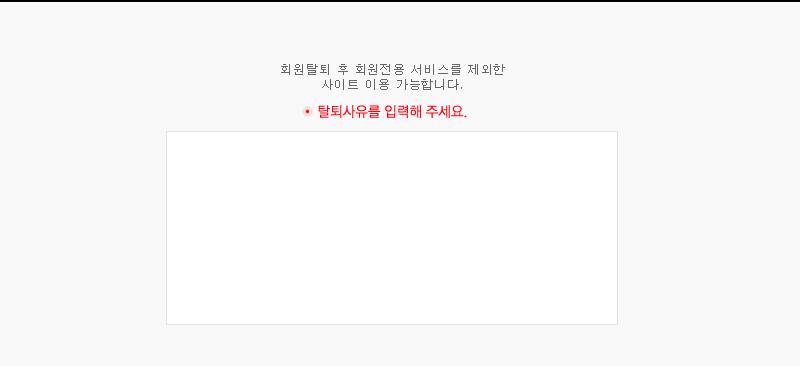 회원탈퇴 후 회원전용 서비스를 제외한
사이트 이용 가능합니다.
탈퇴사유를 입력해 주세요.